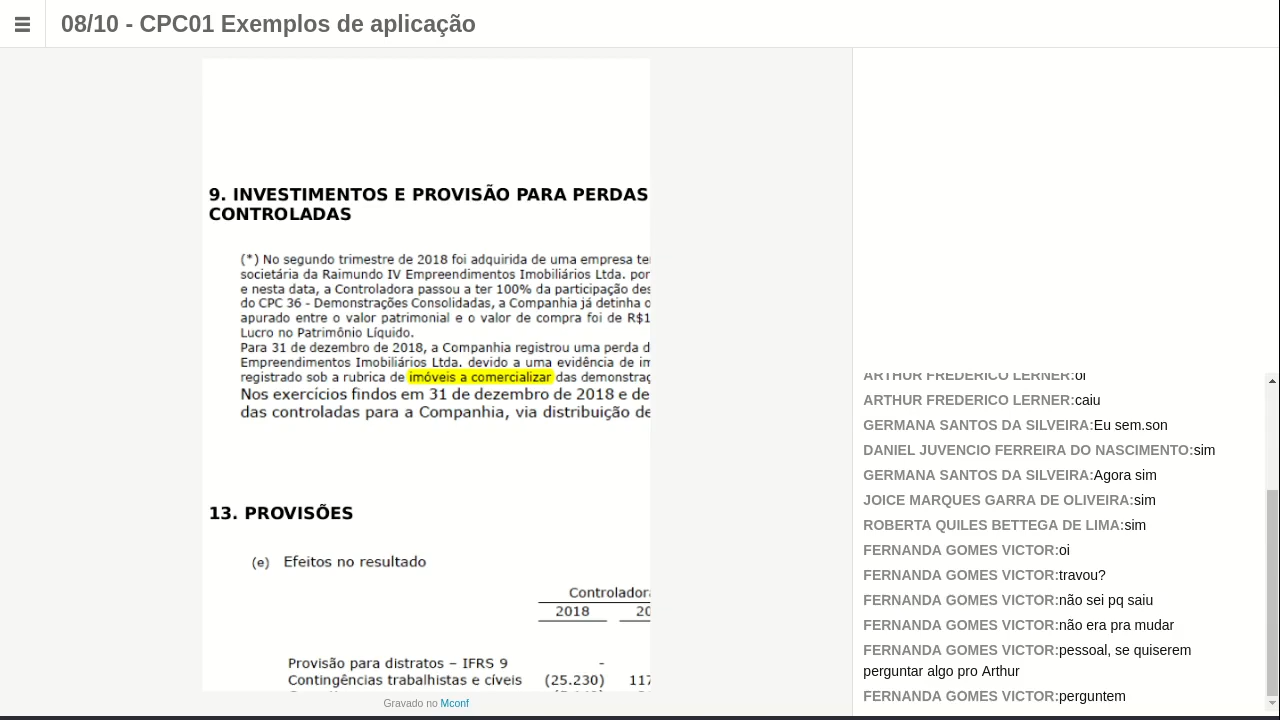 08/10 - CPC01 Exemplos de aplicação
9. INVESTIMENTOS E PROVISÃO PARA PERDAS
CONTROLADAS
(*) No segundo trimestre de 2018 foi adquirida de uma empresa
societária da Raimundo IV Empreendimentos Imobiliários Ltda.
e nesta data, a Controladora passou a ter 100% da participação
do CPC 36 - Demonstrações Consolidadas, a Companhia já detinha
apurado entre o valor patrimonial e o valor de compra foi de R$1
Lucro no Patrimônio Líquido.
Para 31 de dezembro de 2018, a Companhia registrou uma perda
Empreendimentos Imobiliários Ltda. devido a uma evidência de
registrado sob a rubrica de imóveis a comercializar das
Nos exercícios findos em 31 de dezembro de 2018 e de
das controladas para a Companhia, via distribuição de
13. PROVISÕES
(e) Efeitos no resultado
Controladora
2018 20
Provisão para distratos – IFRS 9 -
Contingências trabalhistas e cíveis (25.230) 117
Gravado no Mconf
ARTHUR FREDERICO LERNER:oi
ARTHUR FREDERICO LERNER:caiu
GERMANA SANTOS DA SILVEIRA:Eu sem.son
DANIEL JUVENCIO FERREIRA DO NASCIMENTO:sim
GERMANA SANTOS DA SILVEIRA:Agora sim
JOICE MARQUES GARRA DE OLIVEIRA:sim
ROBERTA QUILES BETTEGA DE LIMA:sim
FERNANDA GOMES VICTOR:oi
FERNANDA GOMES VICTOR:travou?
FERNANDA GOMES VICTOR:não sei pq saiu
FERNANDA GOMES VICTOR:não era pra mudar
FERNANDA GOMES VICTOR:pessoal, se quiserem
perguntar algo pro Arthur
FERNANDA GOMES VICTOR:perguntem